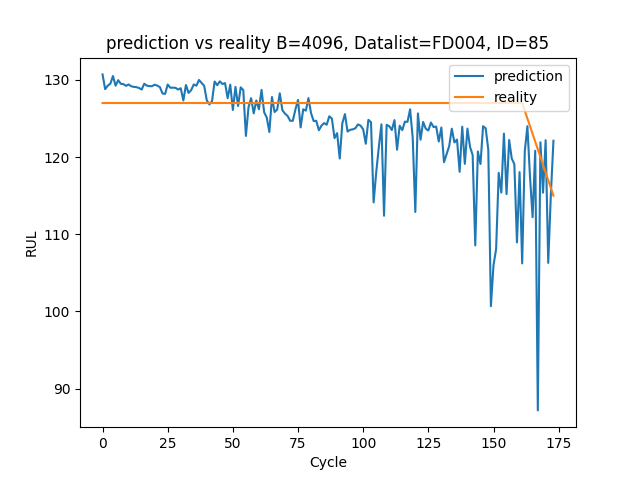 prediction vs reality B=4096, Datalist=FD004, ID=85
prediction
reality
130
120
110
100
90
RUL
0
25
50
75
100
125
150
175
Cycle